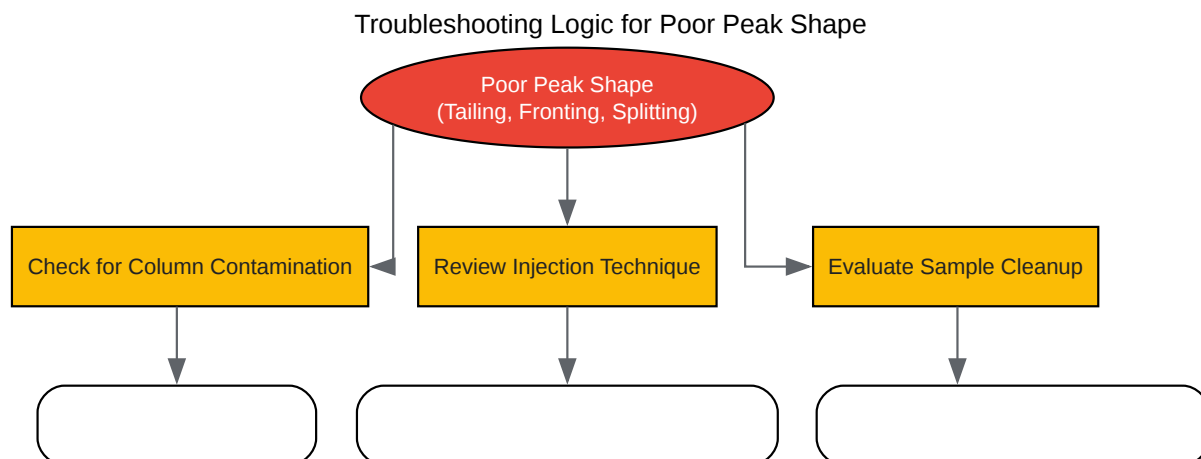 Troubleshooting Logic for Poor Peak Shape
Poor Peak Shape
(Tailing, Fronting, Splitting)
Check for Column Contamination
Review Injection Technique
Evaluate Sample Cleanup